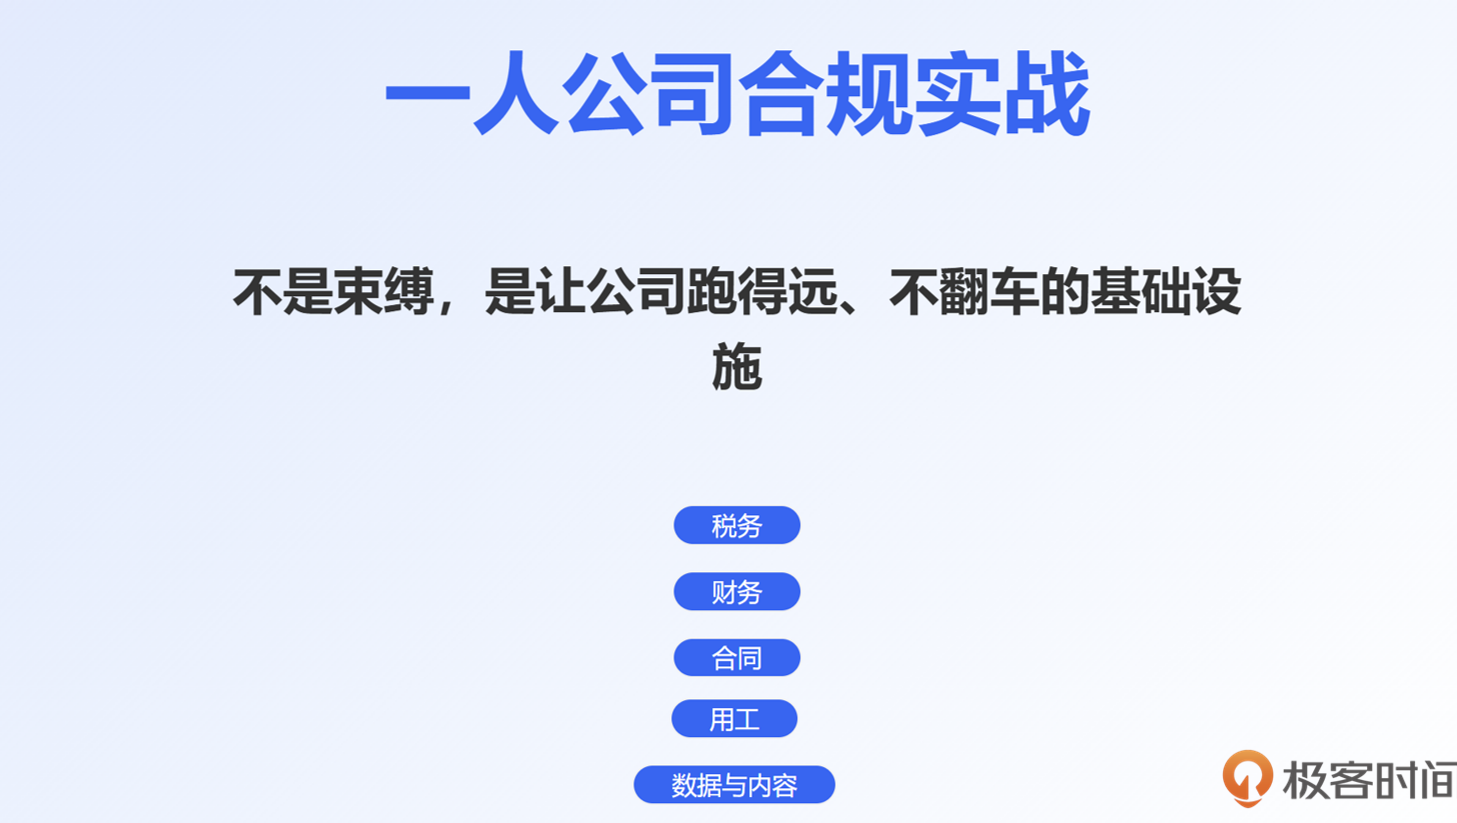 一人公司合规实战
不是束缚，是让公司跑得远、不翻车的基础设
施
税务
财务
合同
用工
数据与内容
极客时间